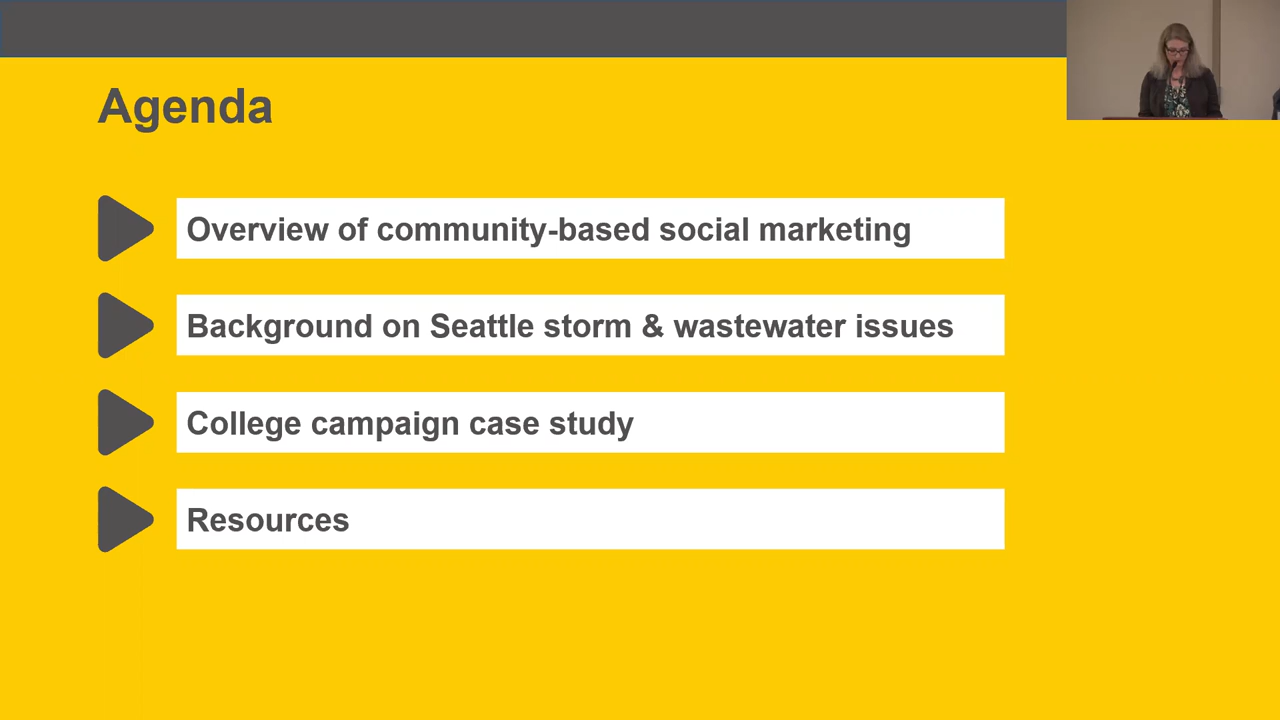 Agenda
Overview of community-based social marketing
Background on Seattle storm & wastewater issues
College campaign case study
Resources